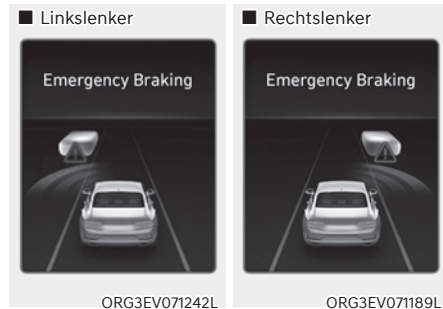 ■ Linkslenker
Emergency Braking
ORG3EV071242L
■ Rechtslenker
Emergency Braking
ORG3EV071189L